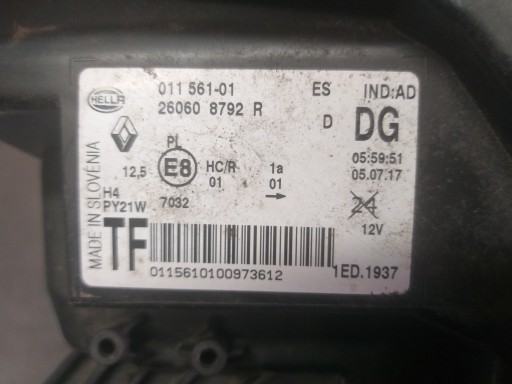 HELLA
011 561-01 ES IND:AD
26060 8792 R D DG
PL
12,5 E8 HC/R 1a 05:59:51
01 01 → 05.07.17
H4
PY21W 7032 24
12V
MADE IN SLOVENIA
TF
0115610100973612 1ED.1937